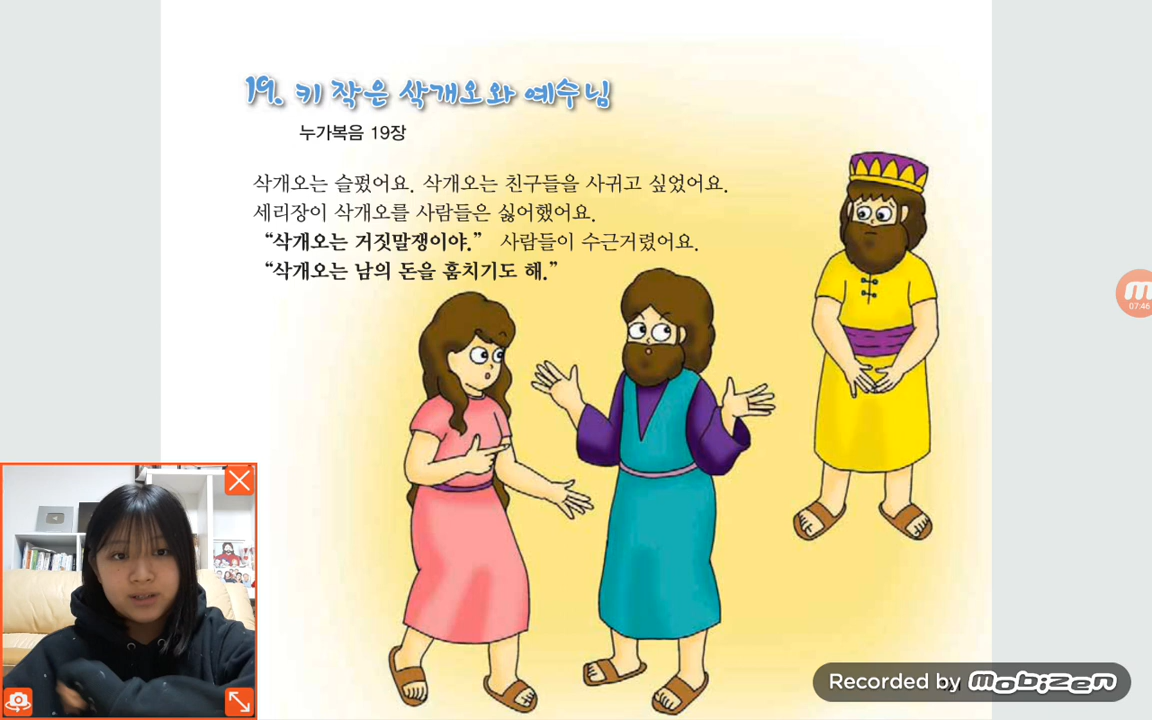 19. 키 작은 삭개오와 예수님
누가복음 19장
삭개오는 슬펐어요. 삭개오는 친구들을 사귀고 싶었어요.
세리장이 삭개오를 사람들은 싫어했어요.
“삭개오는 거짓말쟁이야.” 사람들이 수근거렸어요.
“삭개오는 남의 돈을 훔치기도 해.”
07:46
Recorded by mobizen